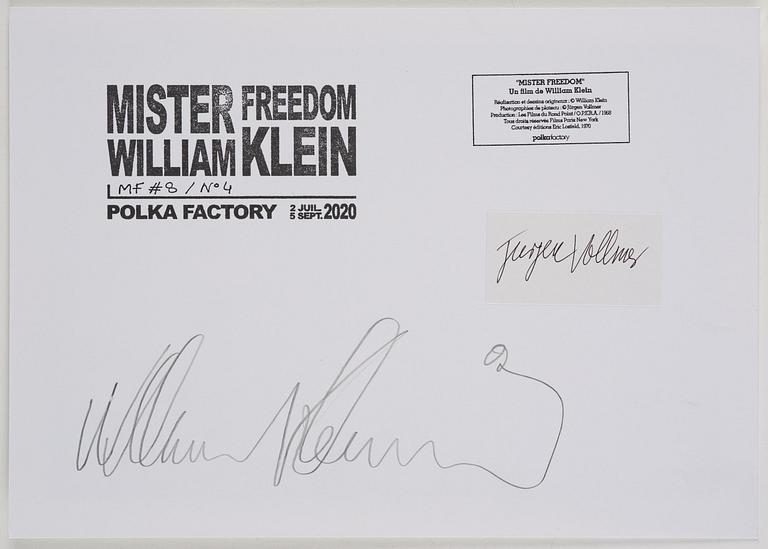 MISTER FREEDOM
WILLIAM KLEIN
MF #8 / N°4
POLKA FACTORY 2 JUIL. 5 SEPT. 2020
"MISTER FREEDOM"
Un film de William Klein
Réalisation et dessins originaux : © William Klein
Photographies de plateau : © Jürgen Vollmer
Production : Les Films du Rond Point / O.P.E.R.A. / 1968
Tous droits réservés Films Paris New York
Courtesy éditions Eric Losfeld, 1970
polkafactory
Jürgen Vollmer
William Klein